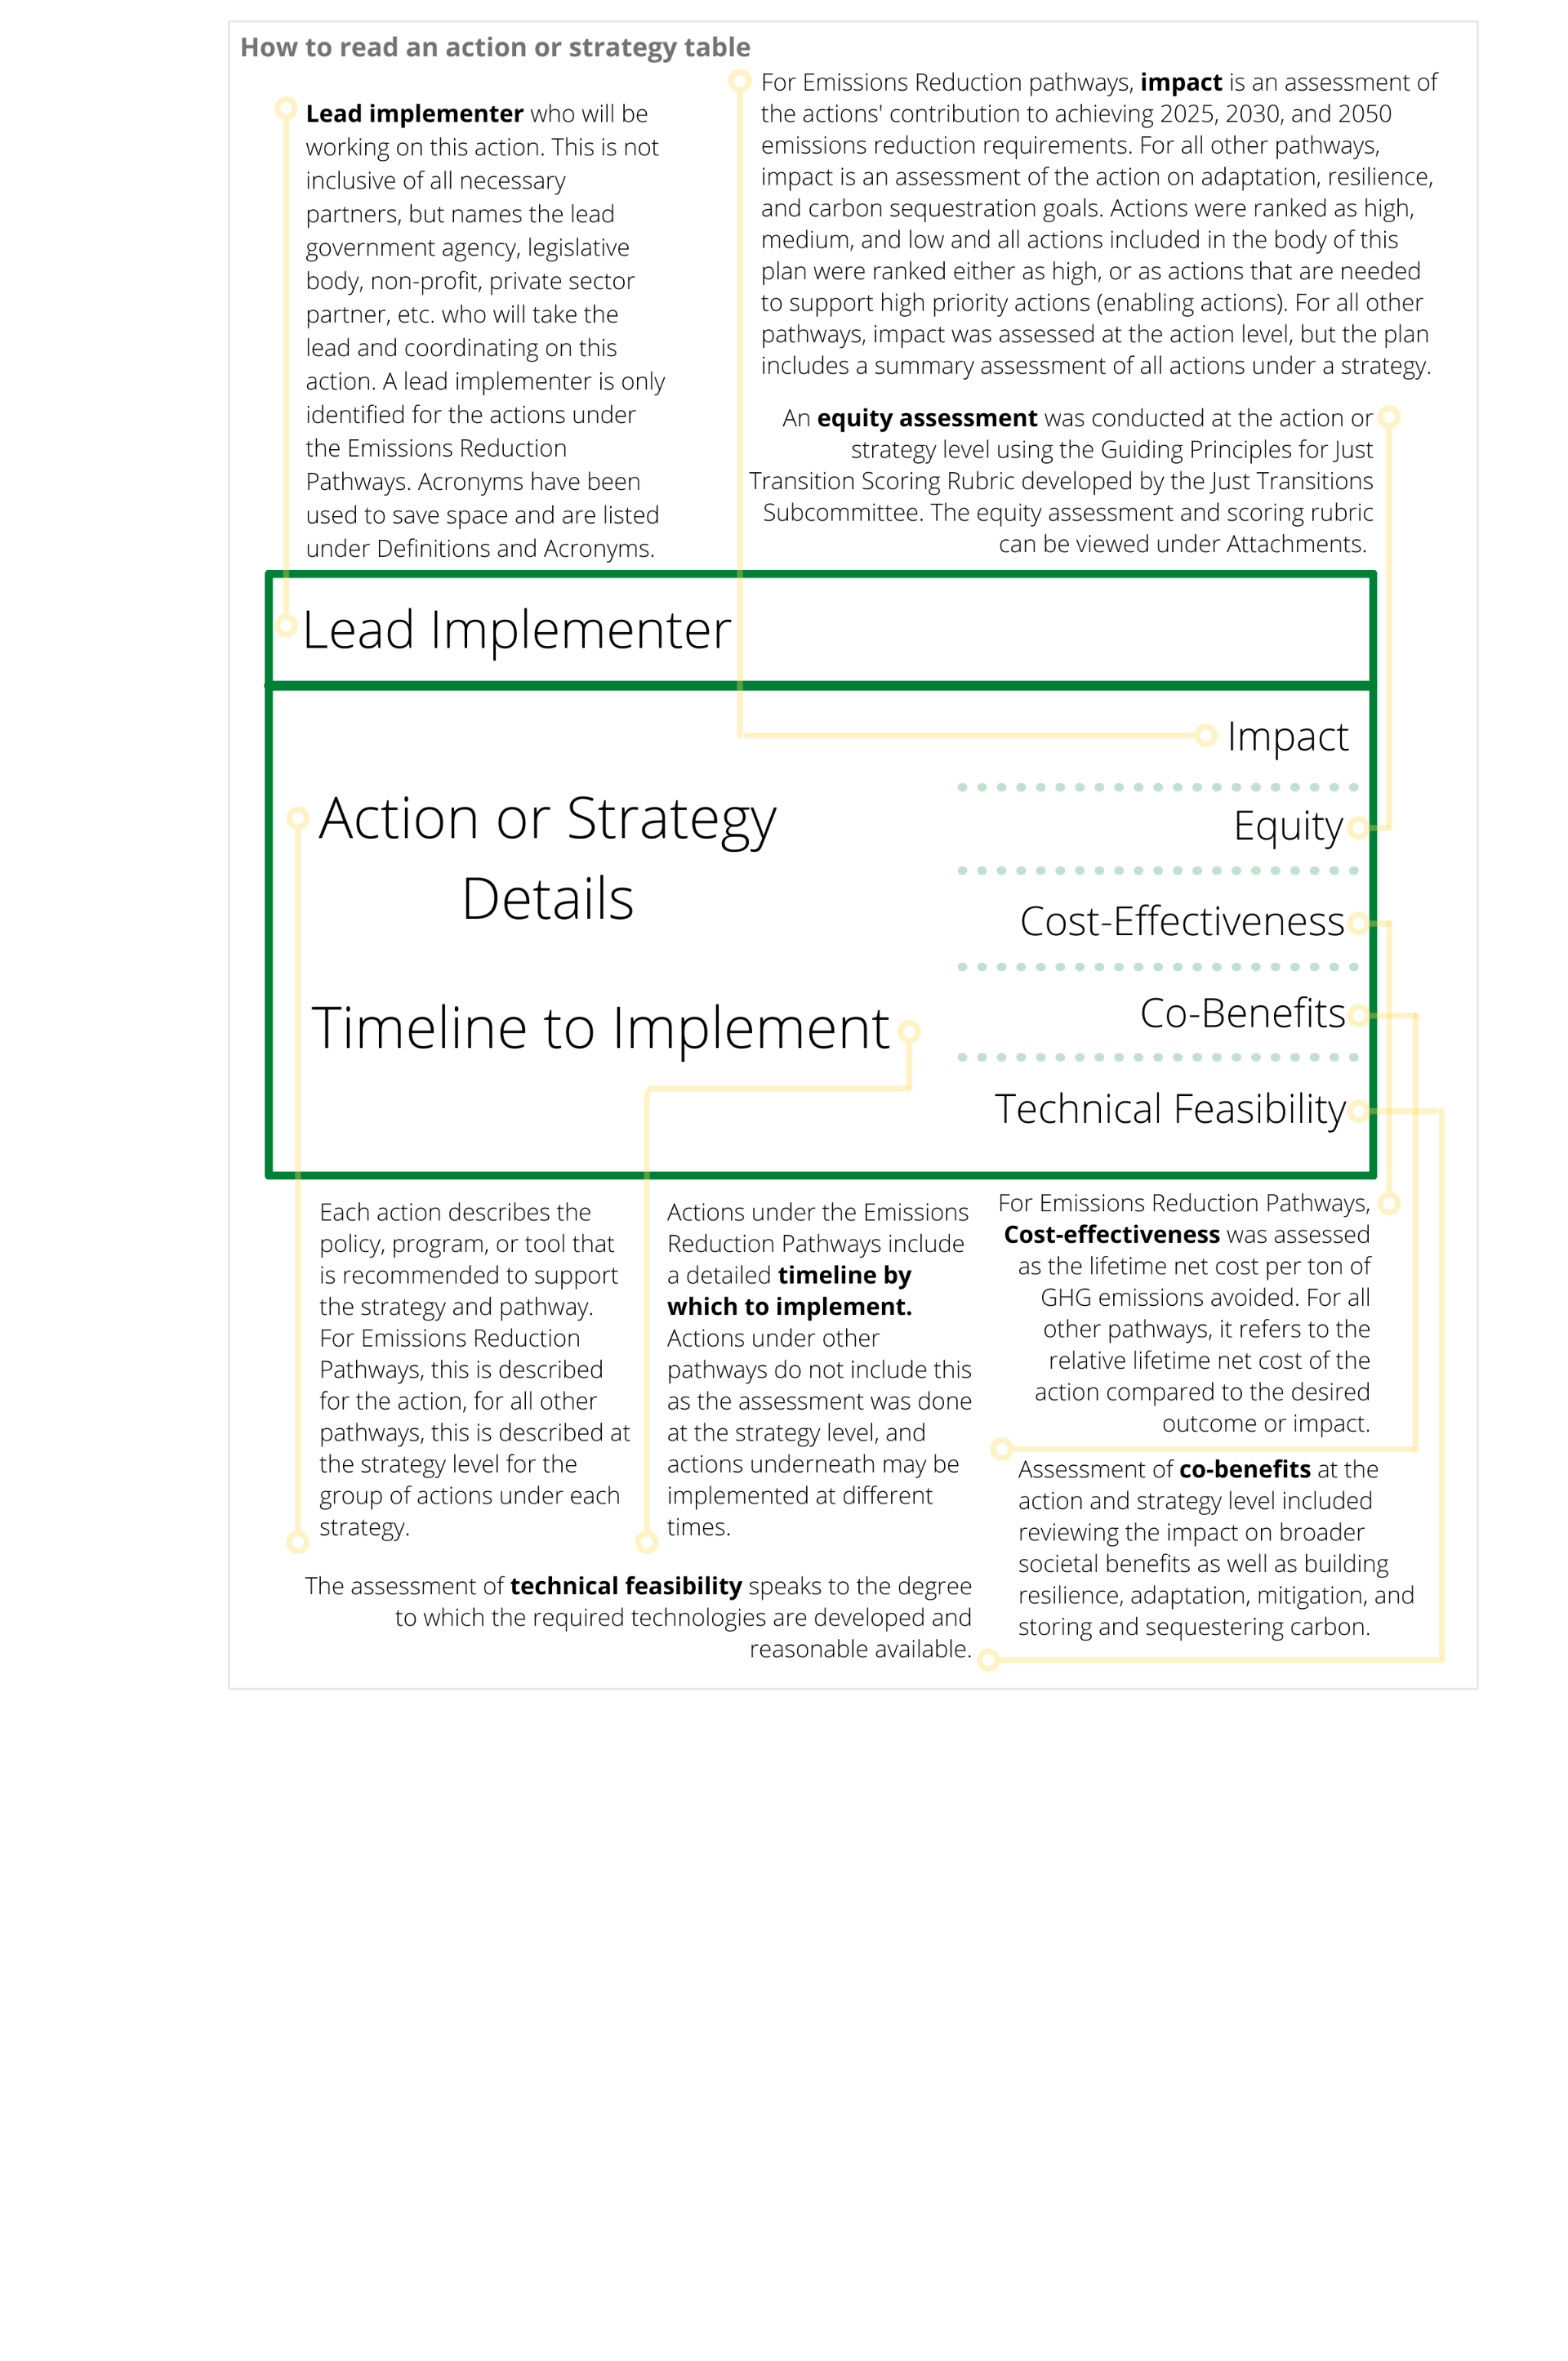 How to read an action or strategy table
Lead implementer who will be
working on this action. This is not
inclusive of all necessary
partners, but names the lead
government agency, legislative
body, non-profit, private sector
partner, etc. who will take the
lead and coordinating on this
action. A lead implementer is only
identified for the actions under
the Emissions Reduction
Pathways. Acronyms have been
used to save space and are listed
under Definitions and Acronyms.
For Emissions Reduction pathways, impact is an assessment of
the actions' contribution to achieving 2025, 2030, and 2050
emissions reduction requirements. For all other pathways,
impact is an assessment of the action on adaptation, resilience,
and carbon sequestration goals. Actions were ranked as high,
medium, and low and all actions included in the body of this
plan were ranked either as high, or as actions that are needed
to support high priority actions (enabling actions). For all other
pathways, impact was assessed at the action level, but the plan
includes a summary assessment of all actions under a strategy.
An equity assessment was conducted at the action or
strategy level using the Guiding Principles for Just
Transition Scoring Rubric developed by the Just Transitions
Subcommittee. The equity assessment and scoring rubric
can be viewed under Attachments.
Lead Implementer
Action or Strategy
Details
Timeline to Implement
Impact
Equity
Cost-Effectiveness
Co-Benefits
Technical Feasibility
Each action describes the
policy, program, or tool that
is recommended to support
the strategy and pathway.
For Emissions Reduction
Pathways, this is described
for the action, for all other
pathways, this is described at
the strategy level for the
group of actions under each
strategy.
Actions under the Emissions
Reduction Pathways include
a detailed timeline by
which to implement.
Actions under other
pathways do not include this
as the assessment was done
at the strategy level, and
actions underneath may be
implemented at different
times.
For Emissions Reduction Pathways,
Cost-effectiveness was assessed
as the lifetime net cost per ton of
GHG emissions avoided. For all
other pathways, it refers to the
relative lifetime net cost of the
action compared to the desired
outcome or impact.
Assessment of co-benefits at the
action and strategy level included
reviewing the impact on broader
societal benefits as well as building
resilience, adaptation, mitigation, and
storing and sequestering carbon.
The assessment of technical feasibility speaks to the degree
to which the required technologies are developed and
reasonable available.